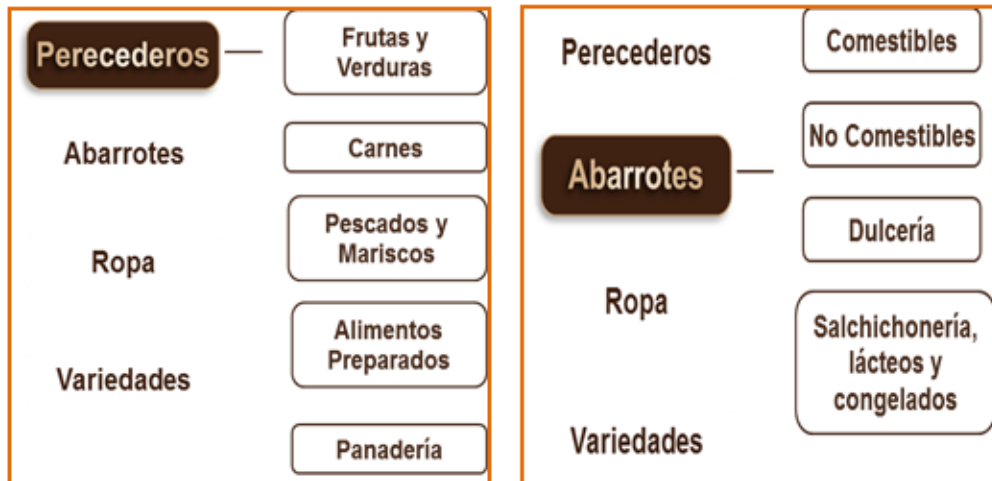 Perecederos
Abarrotes
Ropa
Variedades
Frutas y
Verduras
Carnes
Pescados y
Mariscos
Alimentos
Preparados
Panadería
Perecederos
Abarrotes
Ropa
Variedades
Comestibles
No Comestibles
Dulcería
Salchichonería,
lácteos y
congelados